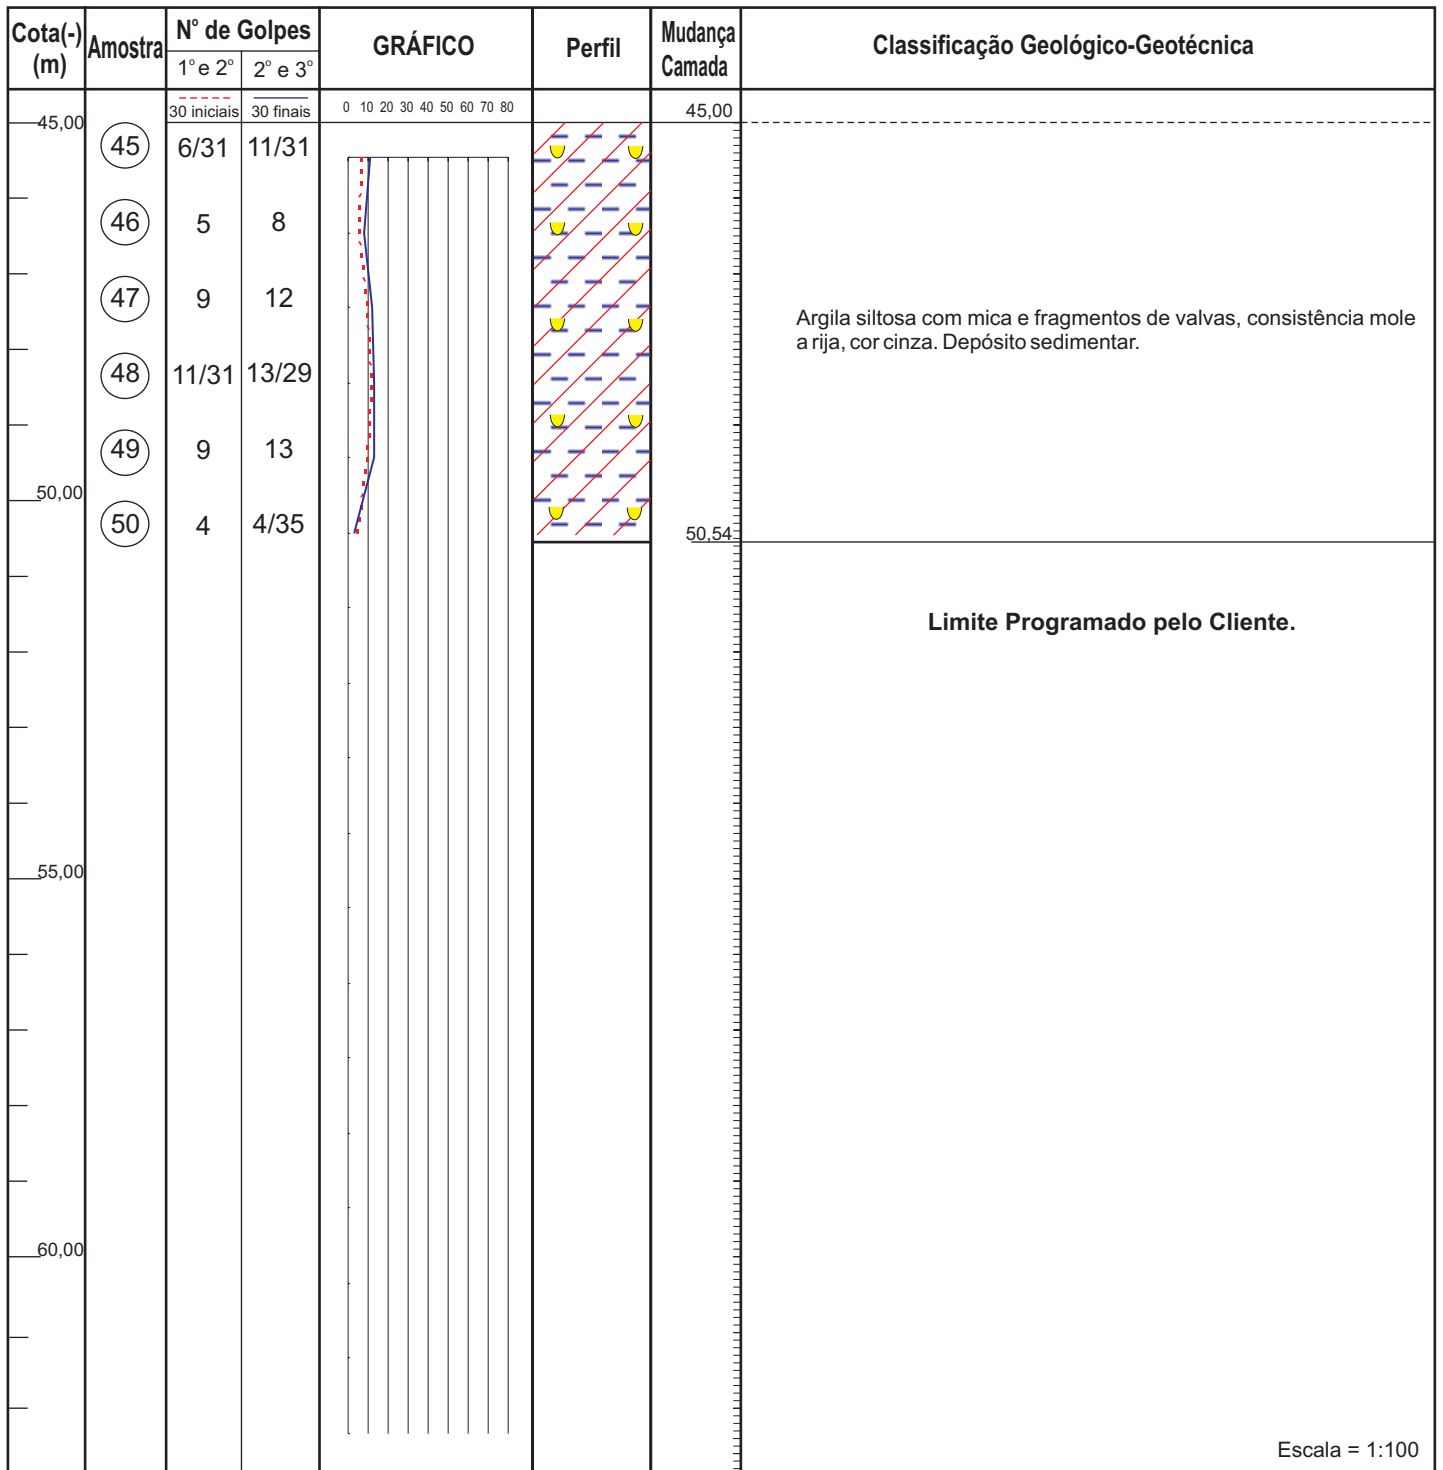 Cota(-) (m) Amostra N° de Golpes GRÁFICO Perfil Mudança Camada Classificação Geológico-Geotécnica
1° e 2° 2° e 3°
30 iniciais 30 finais 0 10 20 30 40 50 60 70 80 45,00
45,00
45 6/31 11/31
46 5 8
47 9 12
Argila siltosa com mica e fragmentos de valvas, consistência mole
a rija, cor cinza. Depósito sedimentar.
48 11/31 13/29
49 9 13
50,00
50 4 4/35
50,54
Limite Programado pelo Cliente.
55,00
60,00
Escala = 1:100